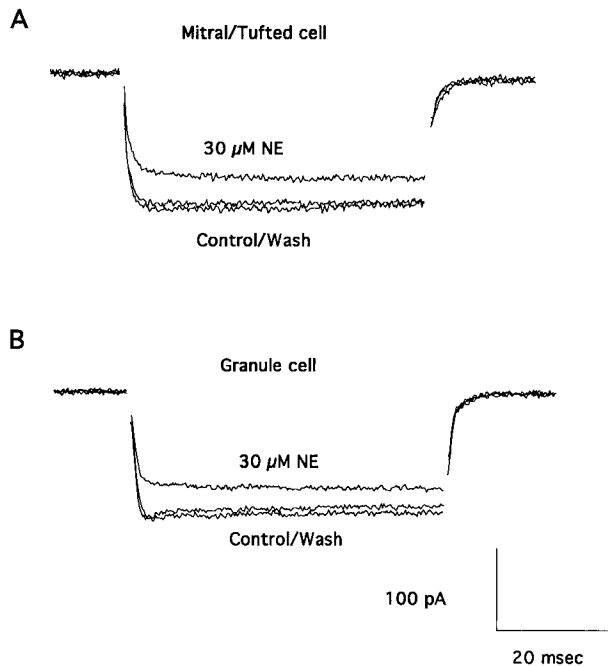 A
Mitral/Tufted cell
30 µM NE
Control/Wash
B
Granule cell
30 µM NE
Control/Wash
100 pA
20 msec